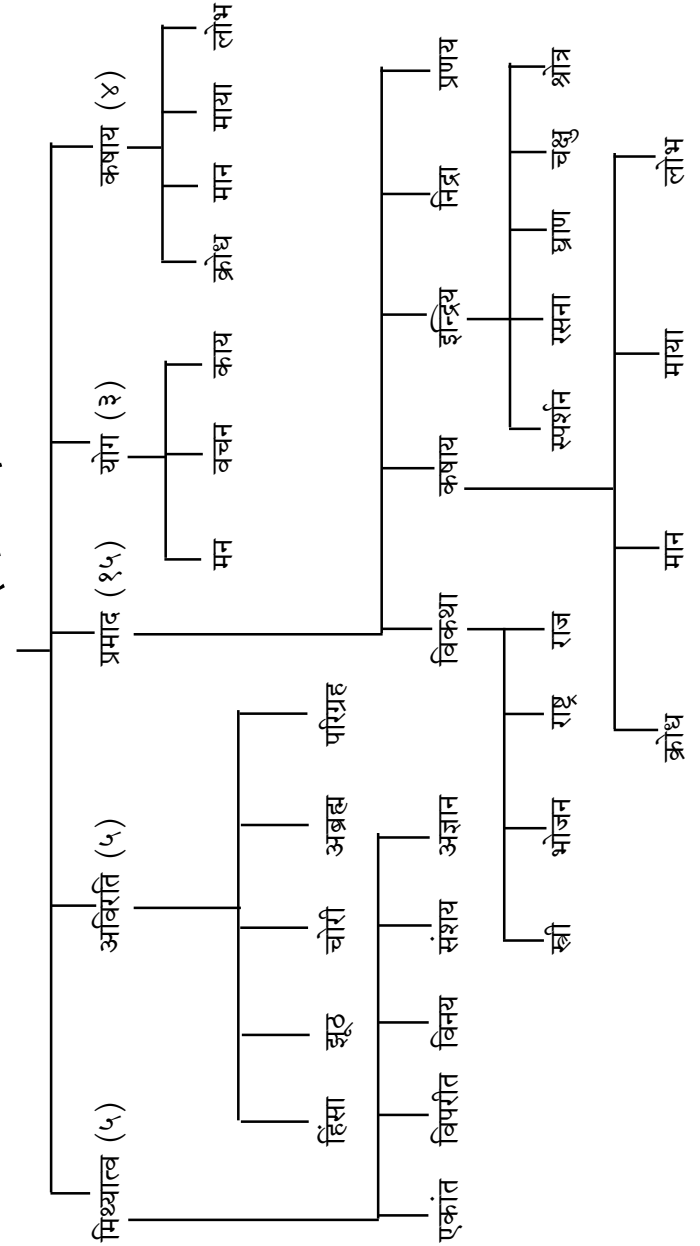 मिथ्यात्व (५) अविरति (५) प्रमाद (१५) योग (३) कषाय (४)
मन वचन काय क्रोध मान माया लोभ
हिंसा झूठ चोरी अब्रह्म परिग्रह
एकांत विपरीत विनय संशय अज्ञान विकथा कषाय इन्द्रिय निद्रा प्रणय
स्त्री भोजन राष्ट्र राज स्पर्शन रसना घ्राण चक्षु श्रोत्र
क्रोध मान माया लोभ